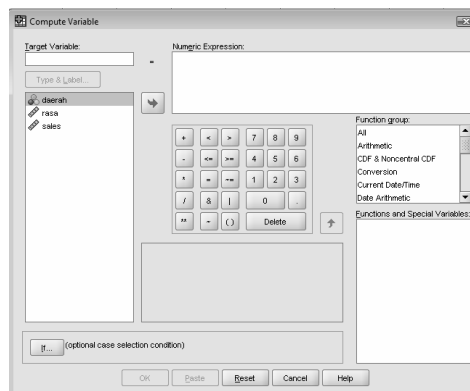 Compute Variable
Target Variable:
=
Numeric Expression:
Type & Label...
daerah
rasa
sales
+ < > 7 8 9
- <= >= 4 5 6
* = ~= 1 2 3
/ & | 0 .
** ~ ( ) Delete
Function group:
All
Arithmetic
CDF & Noncentral CDF
Conversion
Current Date/Time
Date Arithmetic
Functions and Special Variables:
If... (optional case selection condition)
OK Paste Reset Cancel Help